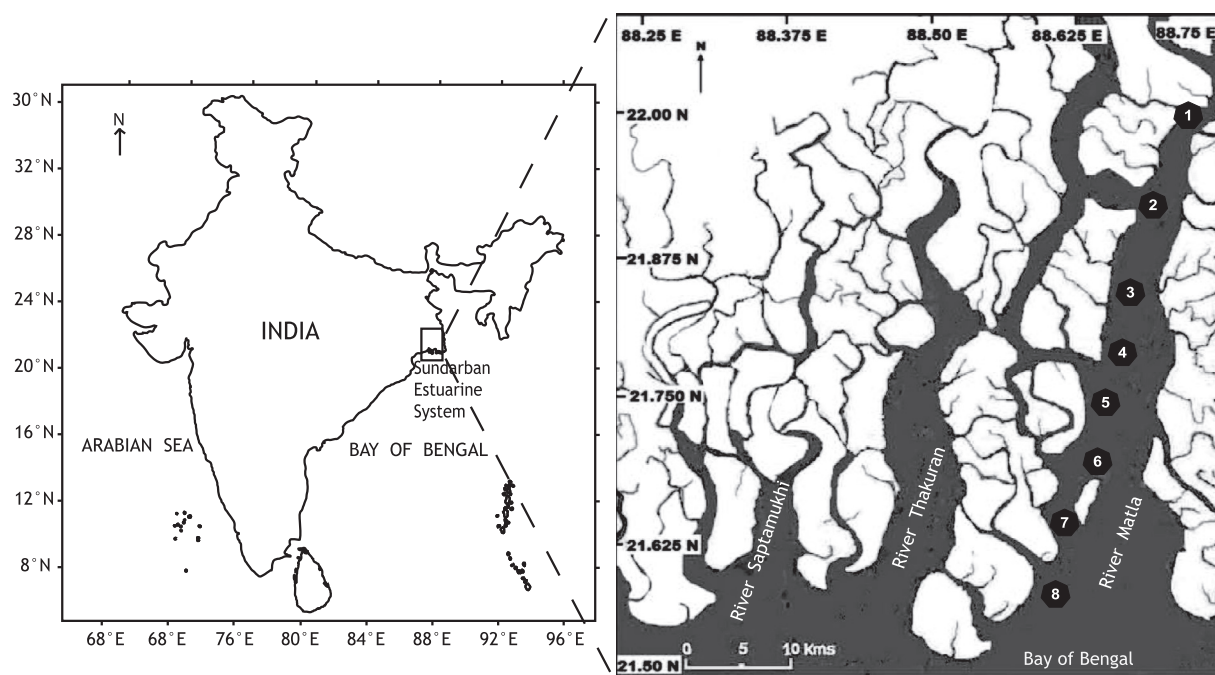 30°N
32°N
28°N
24°N
20°N
16°N
12°N
8°N
N
INDIA
Sundarban
Estuarine
System
ARABIAN SEA
BAY OF BENGAL
68°E
72°E
76°E
80°E
84°E
88°E
92°E
96°E
88.25 E
88.375 E
88.50 E
88.625 E
88.75 E
N
22.00 N
21.875 N
21.750 N
21.625 N
21.50 N
1
2
3
4
5
6
7
8
River Saptamukhi
River Thakuran
River Matla
0 5 10 Kms
Bay of Bengal